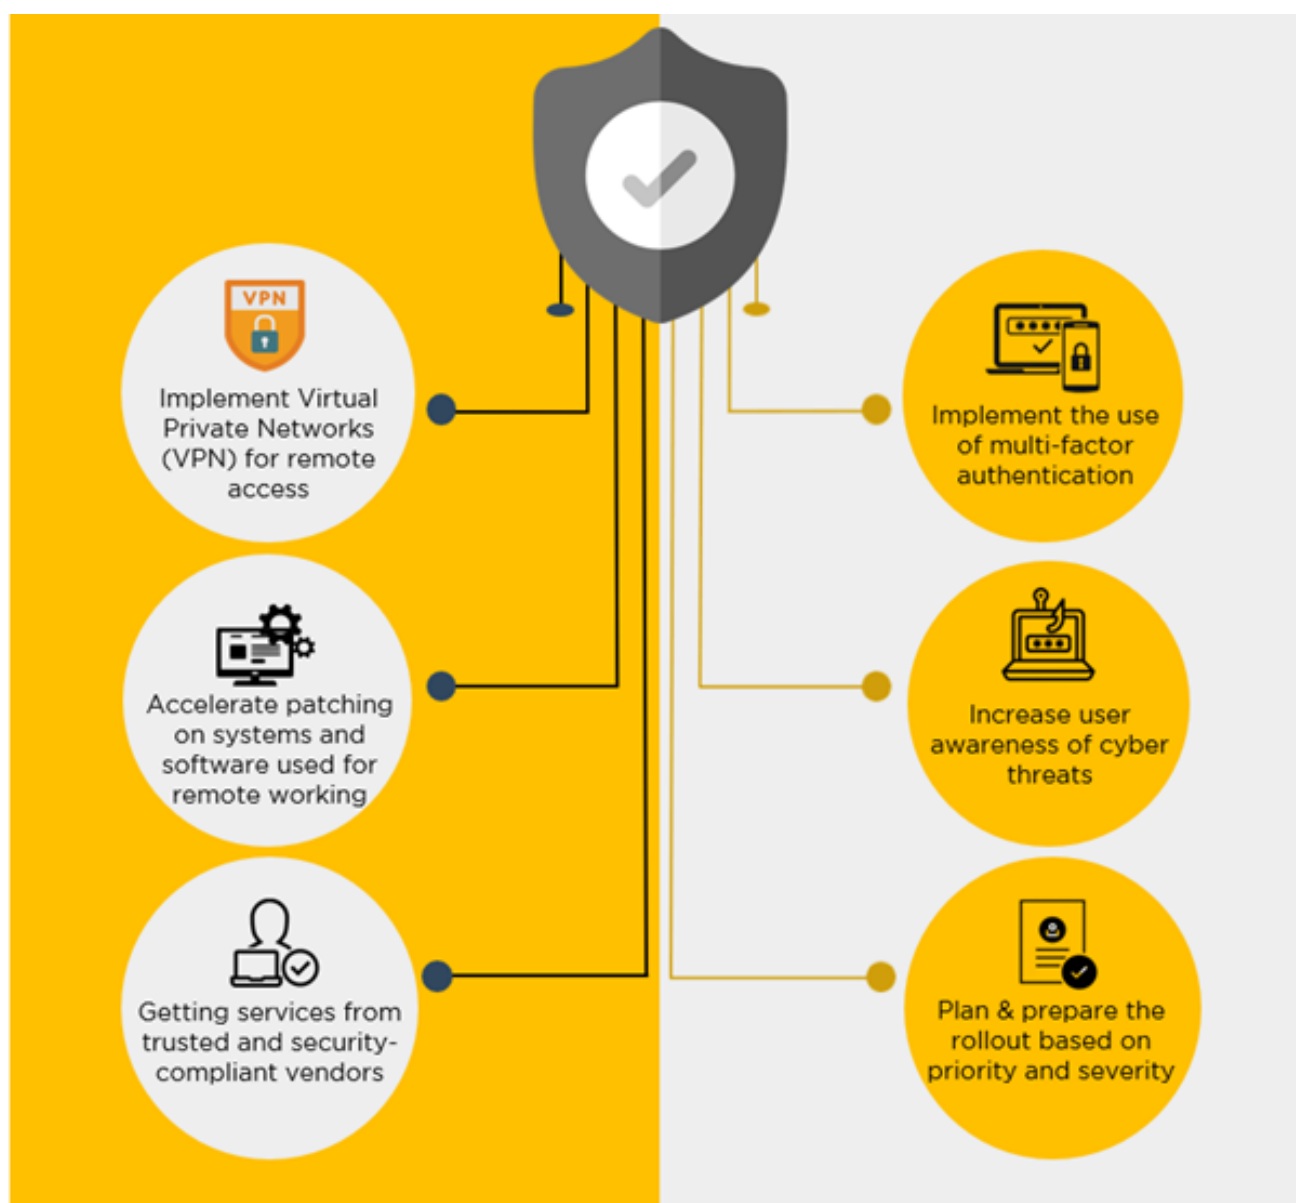 VPN
Implement Virtual
Private Networks
(VPN) for remote
access
Accelerate patching
on systems and
software used for
remote working
Getting services from
trusted and security-
compliant vendors
Implement the use
of multi-factor
authentication
Increase user
awareness of cyber
threats
Plan & prepare the
rollout based on
priority and severity